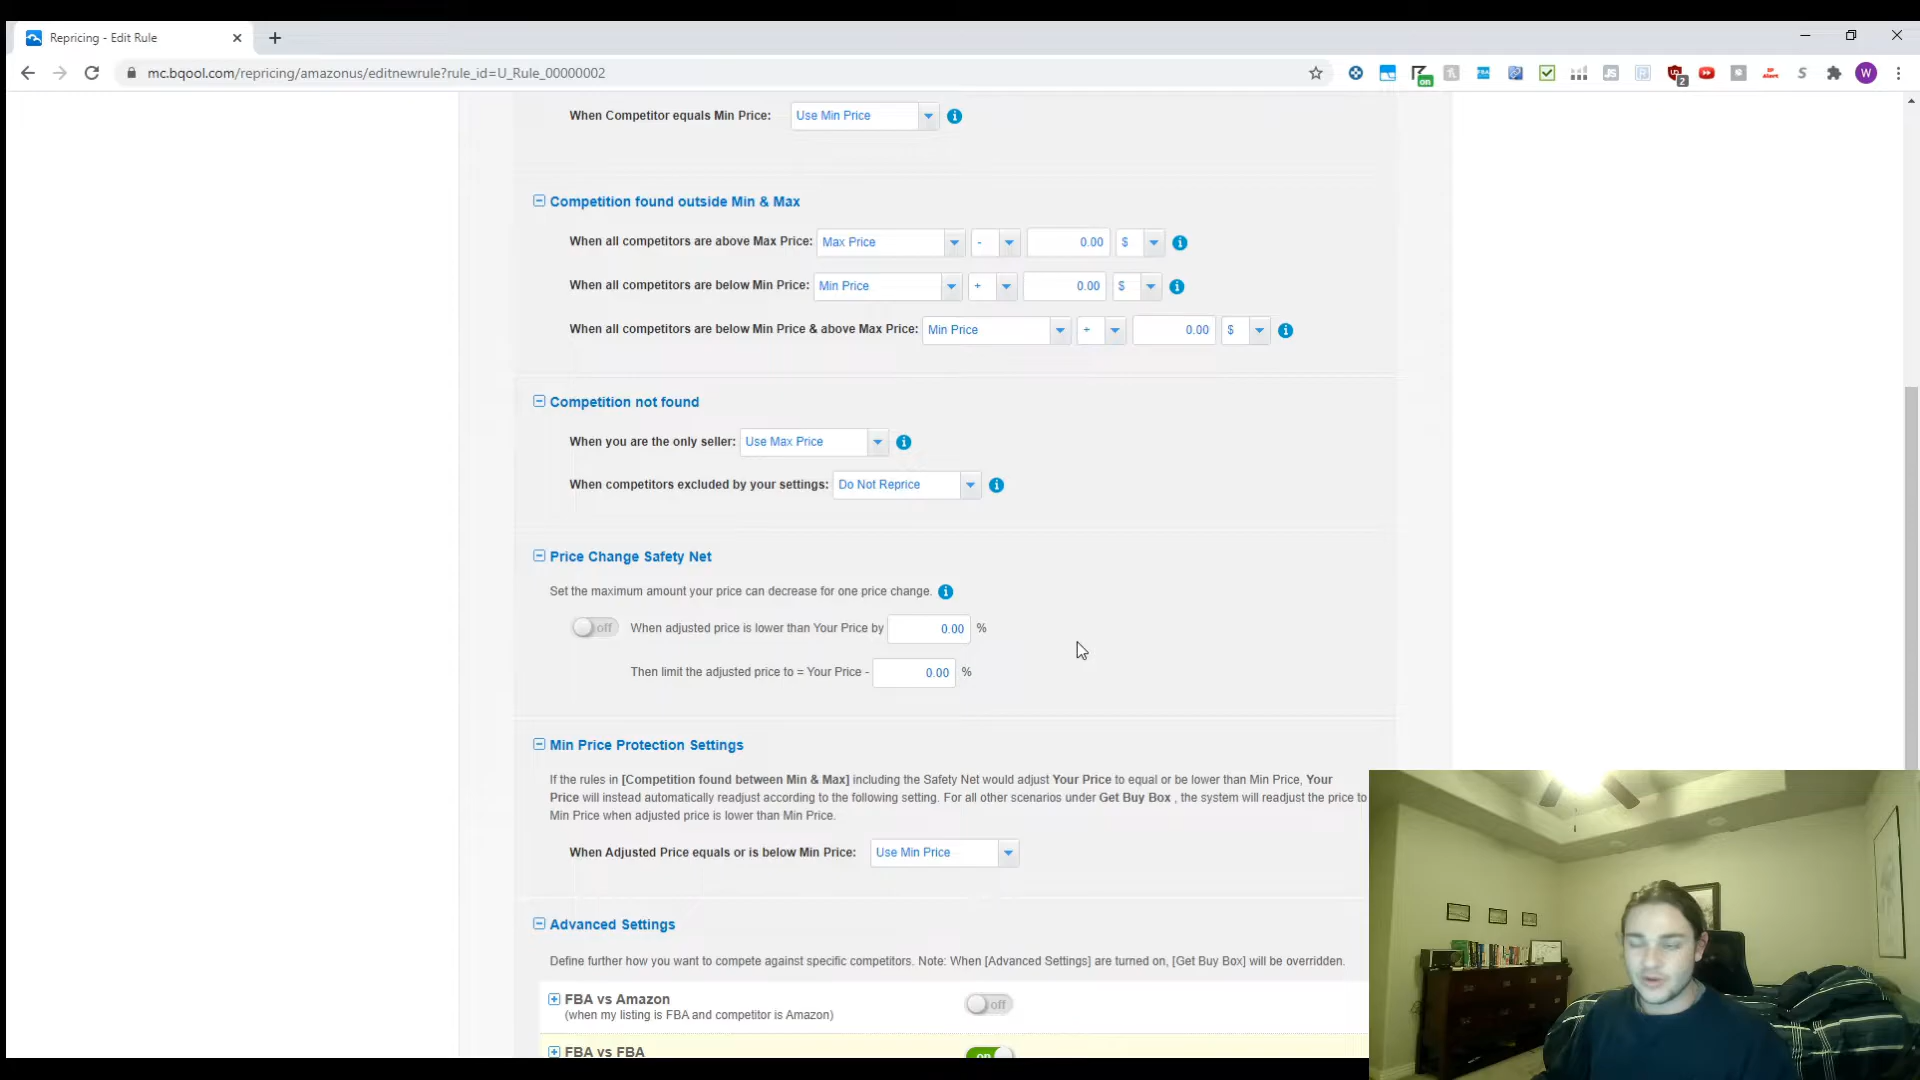 Repricing - Edit Rule
mc.bqool.com/repricing/amazonus/editnewrule?rule_id=U_Rule_00000002
on
FBA
JS
2
Alert
S
W
When Competitor equals Min Price: Use Min Price
Competition found outside Min & Max
When all competitors are above Max Price: Max Price - 0.00 $
When all competitors are below Min Price: Min Price + 0.00 $
When all competitors are below Min Price & above Max Price: Min Price + 0.00 $
Competition not found
When you are the only seller: Use Max Price
When competitors excluded by your settings: Do Not Reprice
Price Change Safety Net
Set the maximum amount your price can decrease for one price change.
off When adjusted price is lower than Your Price by 0.00 %
Then limit the adjusted price to = Your Price - 0.00 %
Min Price Protection Settings
If the rules in [Competition found between Min & Max] including the Safety Net would adjust Your Price to equal or be lower than Min Price, Your
Price will instead automatically readjust according to the following setting. For all other scenarios under Get Buy Box , the system will readjust the price to
Min Price when adjusted price is lower than Min Price.
When Adjusted Price equals or is below Min Price: Use Min Price
Advanced Settings
Define further how you want to compete against specific competitors. Note: When [Advanced Settings] are turned on, [Get Buy Box] will be overridden.
FBA vs Amazon off
(when my listing is FBA and competitor is Amazon)
FBA vs FBA on